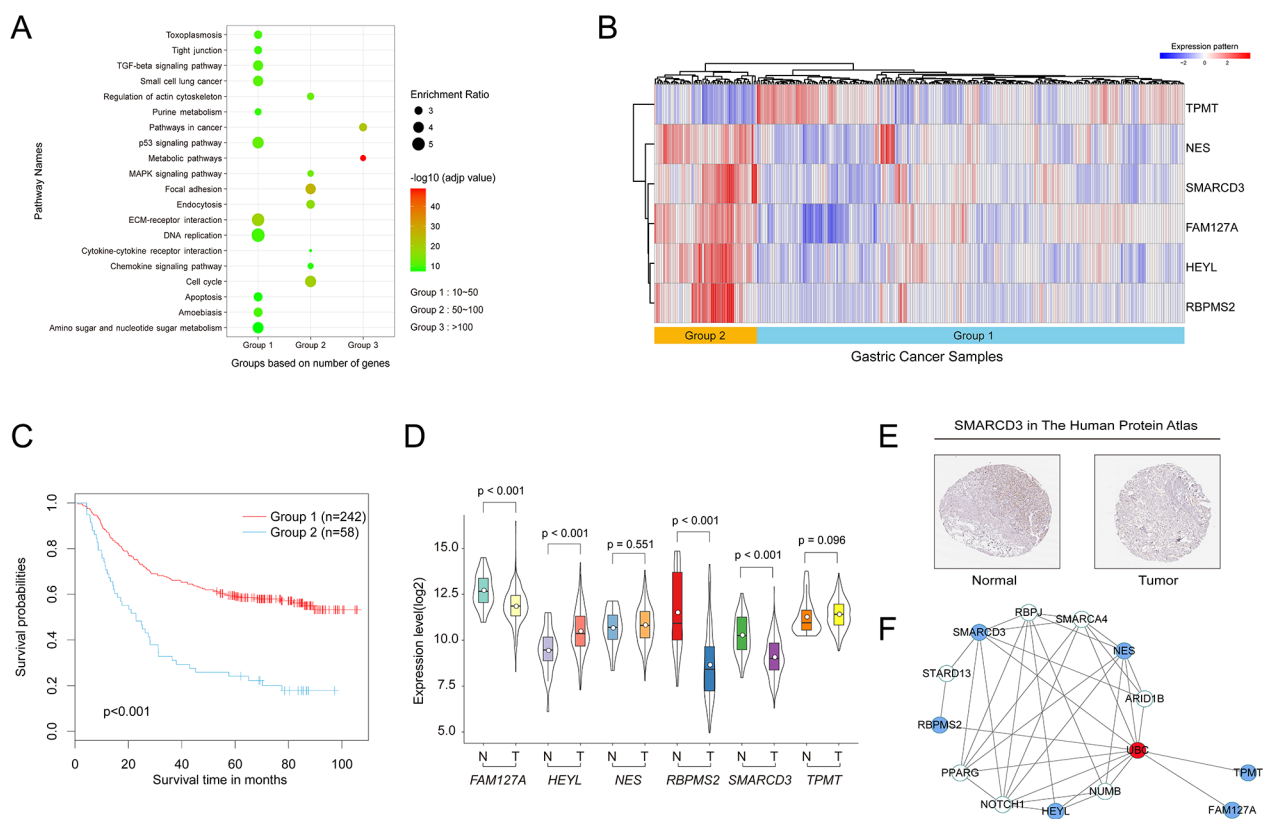 A
Toxoplasmosis
Tight junction
TGF-beta signaling pathway
Small cell lung cancer
Regulation of actin cytoskeleton
Purine metabolism
Pathways in cancer
p53 signaling pathway
Metabolic pathways
MAPK signaling pathway
Focal adhesion
Endocytosis
ECM-receptor interaction
DNA replication
Cytokine-cytokine receptor interaction
Chemokine signaling pathway
Cell cycle
Apoptosis
Amoebiasis
Amino sugar and nucleotide sugar metabolism
Pathway Names
Group 1 Group 2 Group 3
Groups based on number of genes
Enrichment Ratio
3
4
5
-log10 (adjp value)
40
30
20
10
Group 1 : 10~50
Group 2 : 50~100
Group 3 : >100
B
Expression pattern
−2 0 2
TPMT
NES
SMARCD3
FAM127A
HEYL
RBPMS2
Group 2 Group 1
Gastric Cancer Samples
C
Survival probabilities
1.0
0.8
0.6
0.4
0.2
0.0
Group 1 (n=242)
Group 2 (n=58)
p<0.001
0 20 40 60 80 100
Survival time in months
D
Expression level(log2)
15.0
12.5
10.0
7.5
5.0
p < 0.001
p < 0.001
p = 0.551
p < 0.001
p < 0.001
p = 0.096
N T N T N T N T N T N T
FAM127A HEYL NES RBPMS2 SMARCD3 TPMT
E
SMARCD3 in The Human Protein Atlas
Normal Tumor
F
RBPJ
SMARCA4
SMARCD3
NES
STARD13
ARID1B
RBPMS2
UBC
PPARG
TPMT
NUMB
NOTCH1
HEYL
FAM127A